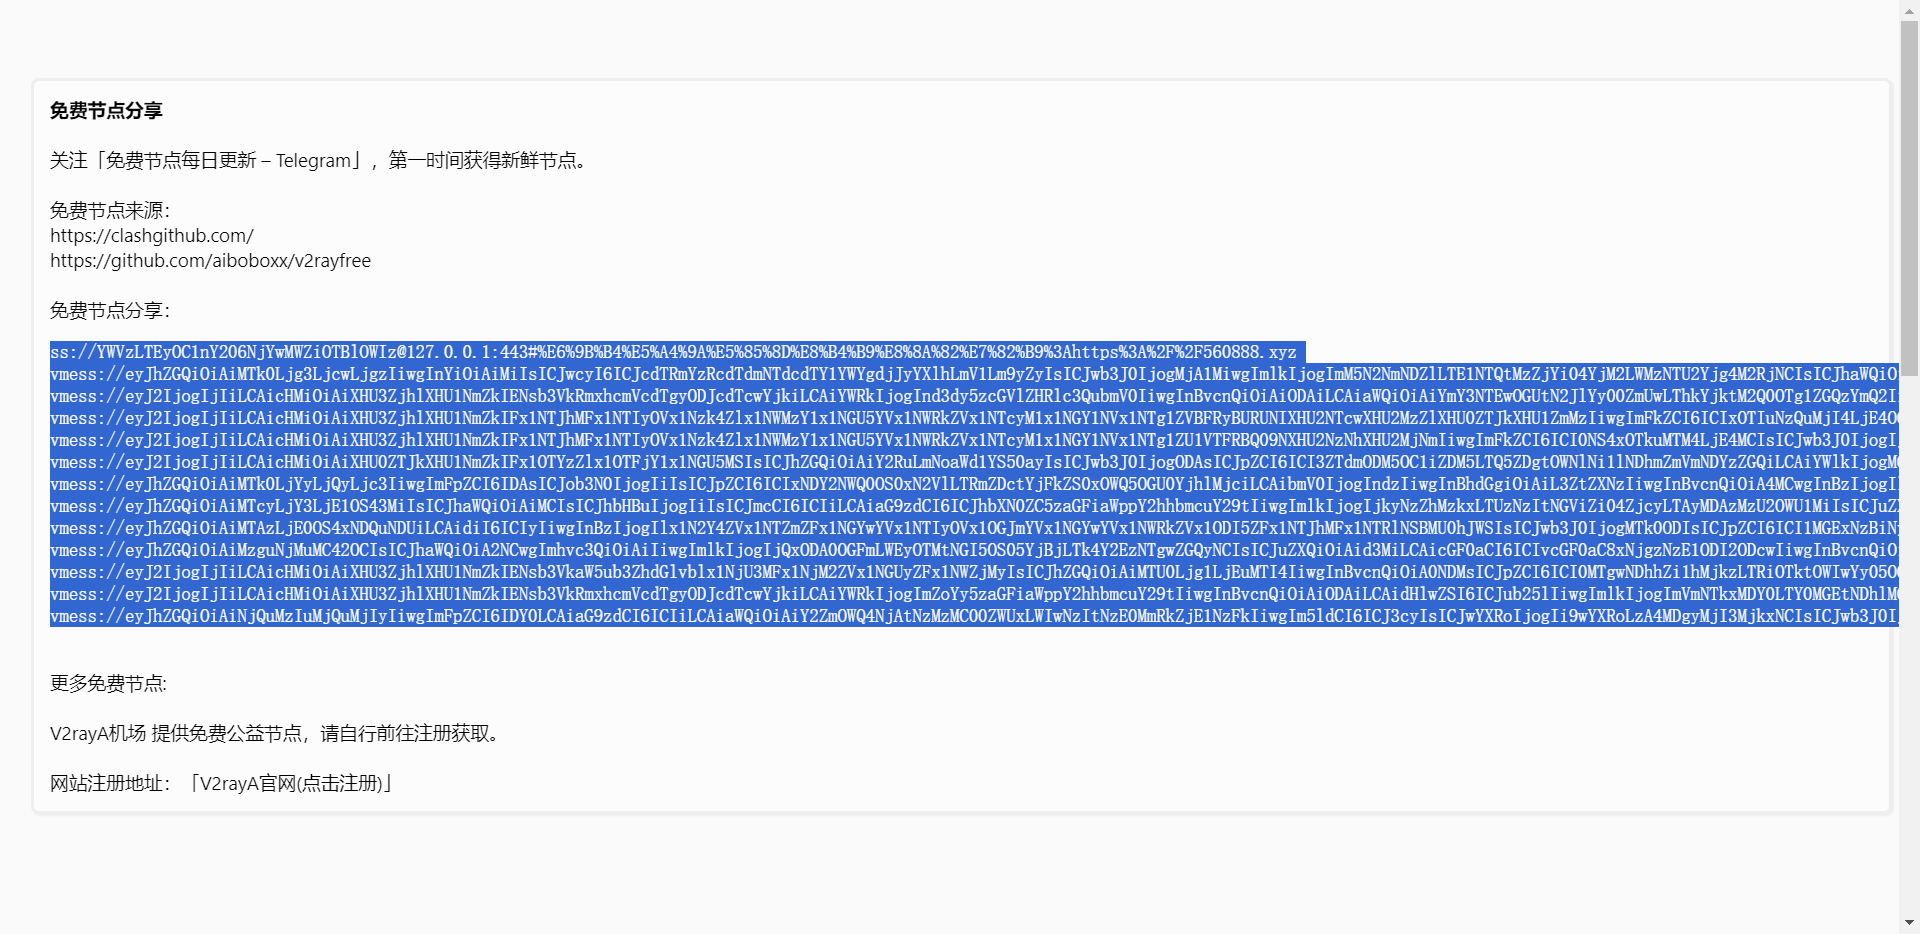 免费节点分享
关注「免费节点每日更新 – Telegram」，第一时间获得新鲜节点。
免费节点来源：
https://clashgithub.com/
https://github.com/aiboboxx/v2rayfree
免费节点分享：
ss://YWVzLTEyOC1nY206NjYwMWZiOTBlOWIz@127.0.0.1:443#%E6%9B%B4%E5%A4%9A%E5%85%8D%E8%B4%B9%E8%8A%82%E7%82%B9%3Ahttps%3A%2F%2F560888.xyz
vmess://eyJhZGQiOiAiMTk0Ljg3LjcwLjgzIiwgInYiOiAiMiIsICJwcyI6ICJcdTRmYzRcdTdmNTdcdTY1YWYgdjJyYXlhLmV1Lm9yZyIsICJwb3J0IjogMjA1MiwgImlkIjogImM5N2NmNDZlLTE1NTQtMzZjYi04YjM2LWMzNTU2Yjg4M2RjNCIsICJhaWQiO
vmess://eyJ2IjogIjIiLCAicHMiOiAiXHU3ZjhlXHU1NmZkIENsb3VkRmxhcmVcdTgyODJcdTcwYjkiLCAiYWRkIjogInd3dy5zcGVlZHRlc3QubmV0IiwgInBvcnQiOiAiODAiLCAiaWQiOiAiYmY3NTEwOGUtN2JlYy00ZmUwLThkYjktM2Q0OTg1ZGQzYmQ2Ii
vmess://eyJ2IjogIjIiLCAicHMiOiAiXHU3ZjhlXHU1NmZkIFx1NTJhMFx1NTIyOVx1Nzk4Zlx1NWMzY1x1NGU5YVx1NWRkZVx1NTcyM1x1NGY1NVx1NTg1ZVBFRyBURUNIXHU2NTcwXHU2MzZlXHU0ZTJkXHU1ZmMzIiwgImFkZCI6ICIxOTIuNzQuMjI4LjE4O
vmess://eyJ2IjogIjIiLCAicHMiOiAiXHU3ZjhlXHU1NmZkIFx1NTJhMFx1NTIyOVx1Nzk4Zlx1NWMzY1x1NGU5YVx1NWRkZVx1NTcyM1x1NGY1NVx1NTg1ZU1VTFRBQ09NXHU2NzNhXHU2MjNmIiwgImFkZCI6ICI0NS4xOTkuMTM4LjE4MCIsICJwb3J0IjogI
vmess://eyJ2IjogIjIiLCAicHMiOiAiXHU0ZTJkXHU1NmZkIFx1OTYzZlx1OTFjY1x1NGU5MSIsICJhZGQiOiAiY2RuLmNoaWd1YS50ayIsICJwb3J0IjogODAsICJpZCI6ICI3ZTdmODM5OC1iZDM5LTQ5ZDgtOWNlNi1lNDhmZmVmNDYzZGQiLCAiYWlkIjogM
vmess://eyJhZGQiOiAiMTk0LjYyLjQyLjc3IiwgImFpZCI6IDAsICJob3N0IjogIiIsICJpZCI6ICIxNDY2NWQ0OS0xN2VlLTRmZDctYjFkZS0xOWQ5OGU0YjhlMjciLCAibmV0IjogIndzIiwgInBhdGgiOiAiL3ZtZXNzIiwgInBvcnQiOiA4MCwgInBzIjogI
vmess://eyJhZGQiOiAiMTcyLjY3LjE1OS43MiIsICJhaWQiOiAiMCIsICJhbHBuIjogIiIsICJmcCI6ICIiLCAiaG9zdCI6ICJhbXN0ZC5zaGFiaWppY2hhbmcuY29tIiwgImlkIjogIjkyNzZhMzkxLTUzNzItNGViZi04ZjcyLTAyMDAzMzU2OWU1MiIsICJuZ
vmess://eyJhZGQiOiAiMTAzLjE0OS4xNDQuNDUiLCAidiI6ICIyIiwgInBzIjogIlx1N2Y4ZVx1NTZmZFx1NGYwYVx1NTIyOVx1OGJmYVx1NGYwYVx1NWRkZVx1ODI5ZFx1NTJhMFx1NTRlNSBMU0hJWSIsICJwb3J0IjogMTk0ODIsICJpZCI6ICI1MGExNzBiN
vmess://eyJhZGQiOiAiMzguNjMuMC42OCIsICJhaWQiOiA2NCwgImhvc3QiOiAiIiwgImlkIjogIjQxODA0OGFmLWEyOTMtNGI5OS05YjBjLTk4Y2EzNTgwZGQyNCIsICJuZXQiOiAid3MiLCAicGF0aCI6ICIvcGF0aC8xNjgzNzE1ODI2ODcwIiwgInBvcnQiO
vmess://eyJ2IjogIjIiLCAicHMiOiAiXHU3ZjhlXHU1NmZkIENsb3VkaW5ub3ZhdGlvblx1NjU3MFx1NjM2ZVx1NGUyZFx1NWZjMyIsICJhZGQiOiAiMTU0Ljg1LjEuMTI4IiwgInBvcnQiOiA0NDMsICJpZCI6ICI0MTgwNDhhZi1hMjkzLTRiOTktOWIwYy05O
vmess://eyJ2IjogIjIiLCAicHMiOiAiXHU3ZjhlXHU1NmZkIENsb3VkRmxhcmVcdTgyODJcdTcwYjkiLCAiYWRkIjogImZoYy5zaGFiaWppY2hhbmcuY29tIiwgInBvcnQiOiAiODAiLCAidHlwZSI6ICJub25lIiwgImlkIjogImVmNTkxMDY0LTY0MGEtNDhlM
vmess://eyJhZGQiOiAiNjQuMzIuMjQuMjIyIiwgImFpZCI6IDY0LCAiaG9zdCI6ICIiLCAiaWQiOiAiY2ZmOWQ4NjAtNzMzMC00ZWUxLWIwNzItNzE0MmRkZjE1NzFkIiwgIm5ldCI6ICJ3cyIsICJwYXRoIjogIi9wYXRoLzA4MDgyMjI3MjkxNCIsICJwb3J0I
更多免费节点:
V2rayA机场 提供免费公益节点，请自行前往注册获取。
网站注册地址：「V2rayA官网(点击注册)」